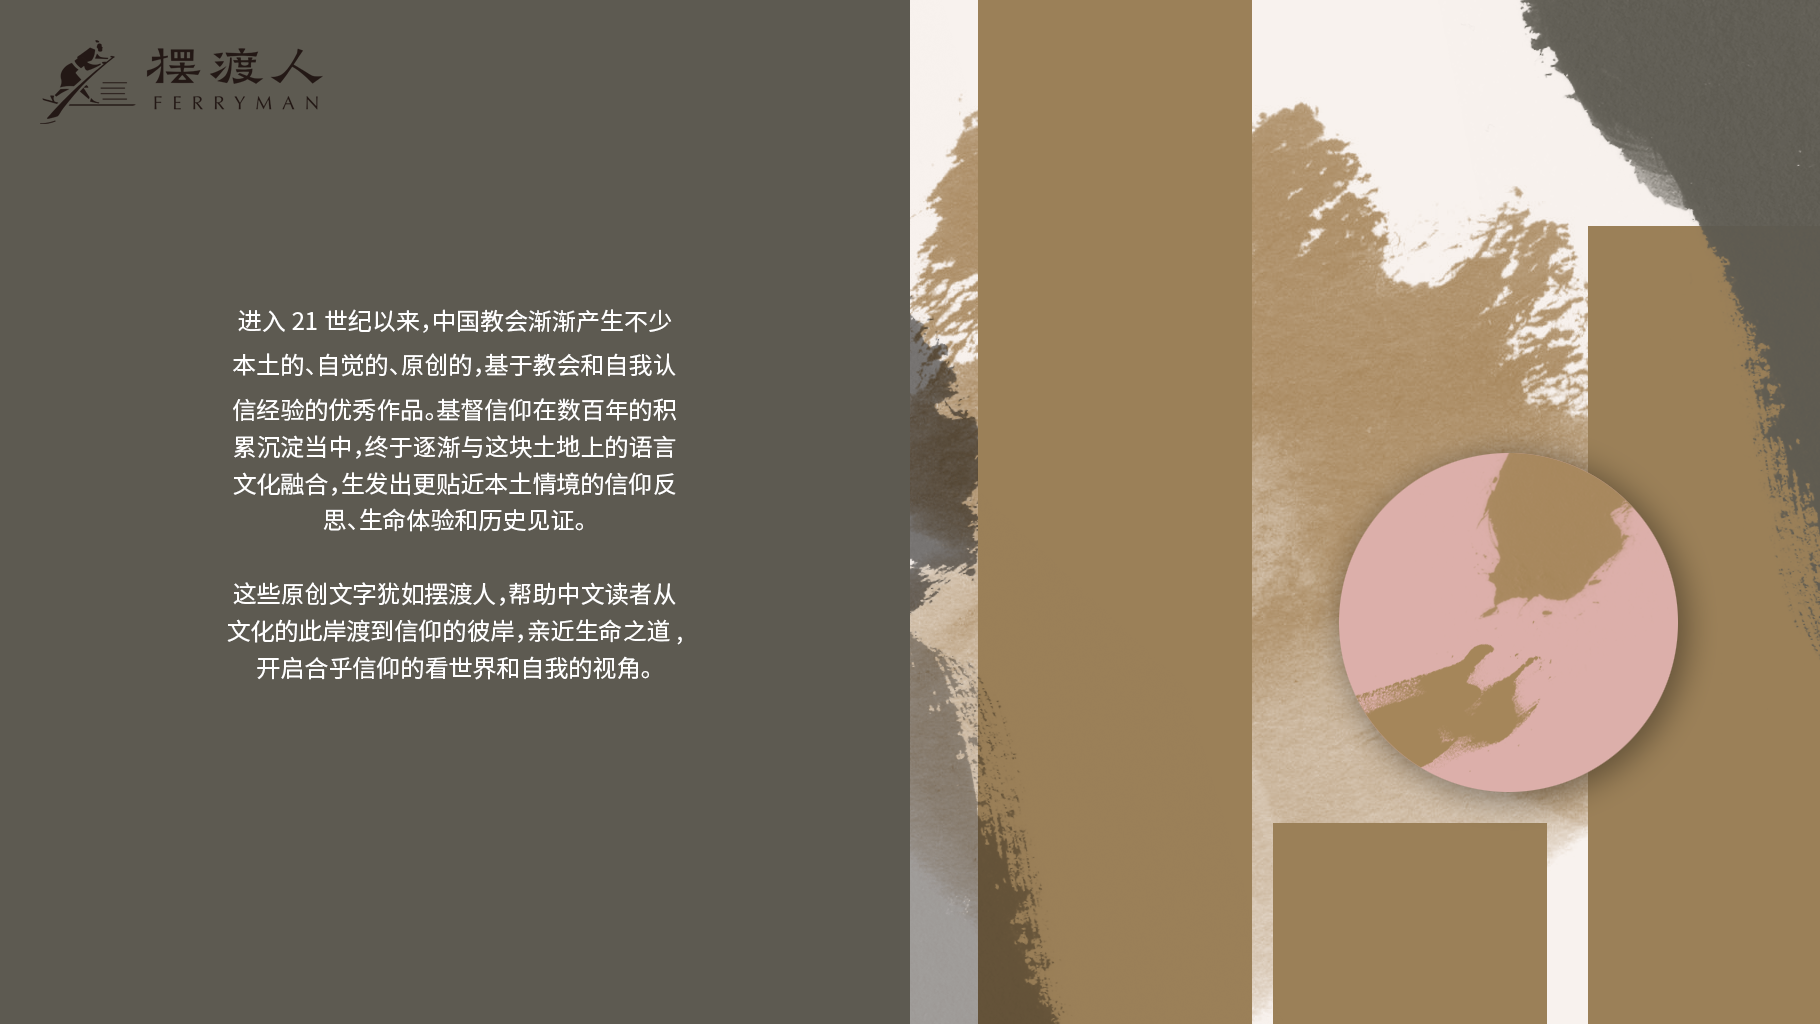 摆渡人
FERRYMAN
进入 21 世纪以来，中国教会渐渐产生不少
本土的、自觉的、原创的，基于教会和自我认
信经验的优秀作品。基督信仰在数百年的积
累沉淀当中，终于逐渐与这块土地上的语言
文化融合，生发出更贴近本土情境的信仰反
思、生命体验和历史见证。
这些原创文字犹如摆渡人，帮助中文读者从
文化的此岸渡到信仰的彼岸，亲近生命之道 ,
开启合乎信仰的看世界和自我的视角。